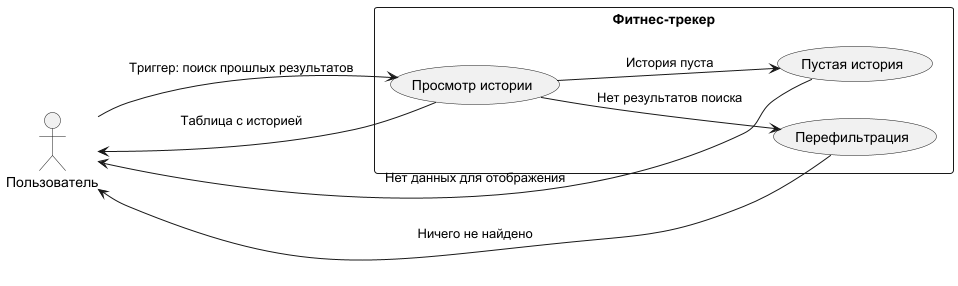 Фитнес-трекер
Триггер: поиск прошлых результатов
История пуста
Пустая история
Просмотр истории
Нет результатов поиска
Таблица с историей
Перефильтрация
Пользователь
Нет данных для отображения
Ничего не найдено